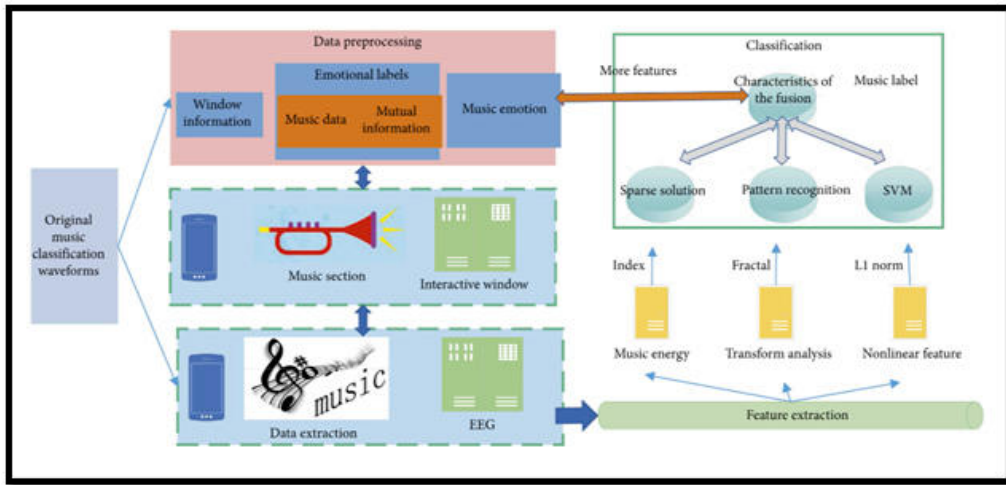 Data preprocessing
Emotional labels
Window
information
Music data
Mutual
information
Music emotion
More features
Classification
Characteristics of
the fusion
Music label
Sparse solution
Pattern recognition
SVM
Original
music
classification
waveforms
Music section
Interactive window
Index
Fractal
L1 norm
Music energy
Transform analysis
Nonlinear feature
music
Data extraction
EEG
Feature extraction